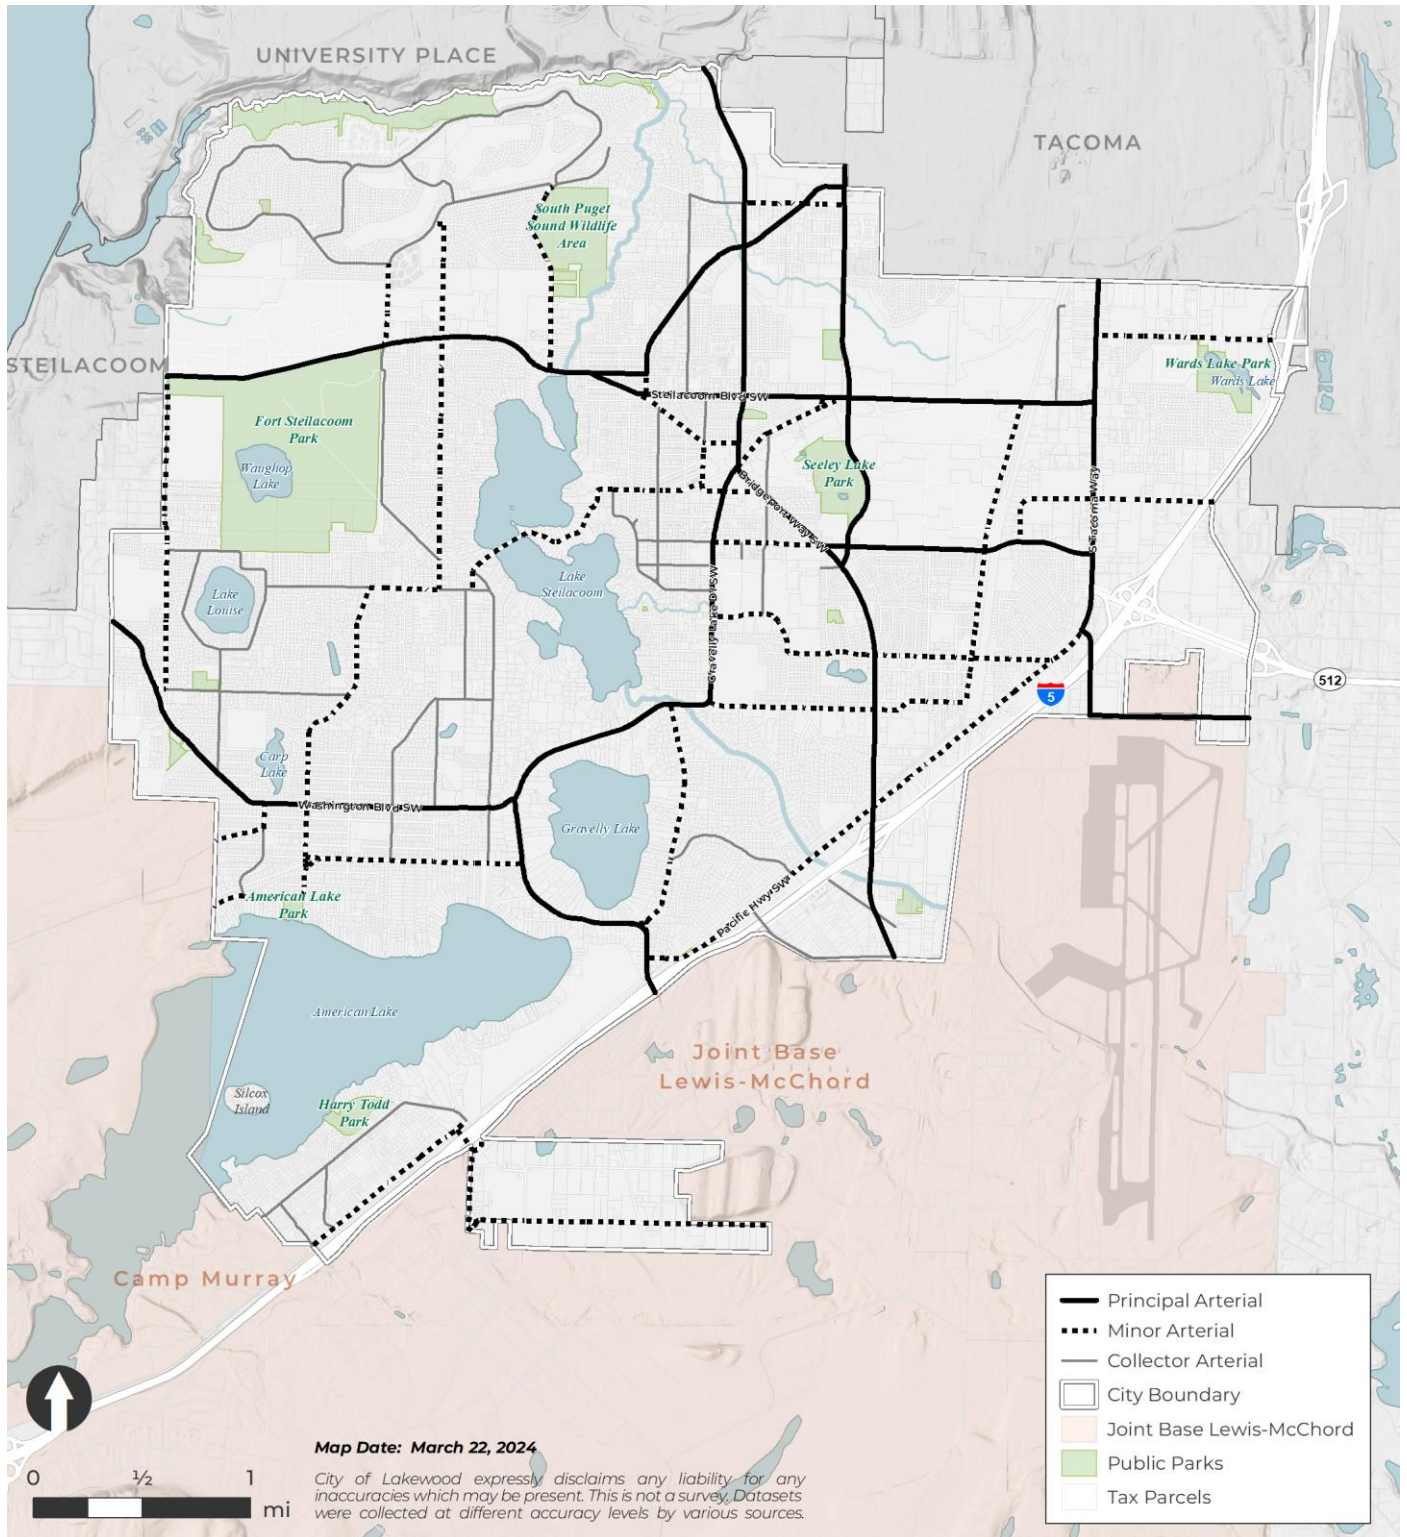 UNIVERSITY PLACE
TACOMA
South Puget
Sound Wildlife
Area
STEILACOOM
Wards Lake Park
Wards Lake
Steilacoom Blvd SW
Fort Steilacoom
Park
Waughop
Lake
Seeley Lake
Park
Bridgeport Way SW
S Tacoma Way
Lake
Steilacoom
Lake
Louise
Gravelly Lake Dr SW
512
5
Carp
Lake
Washington Blvd SW
Gravelly Lake
American Lake
Park
Pacific Hwy SW
American Lake
Joint Base
Lewis-McChord
Silcox
Island
Harry Todd
Park
Camp Murray
Principal Arterial
Minor Arterial
Collector Arterial
City Boundary
Joint Base Lewis-McChord
Public Parks
Tax Parcels
0 ½ 1
mi
Map Date: March 22, 2024
City of Lakewood expressly disclaims any liability for any
inaccuracies which may be present. This is not a survey. Datasets
were collected at different accuracy levels by various sources.